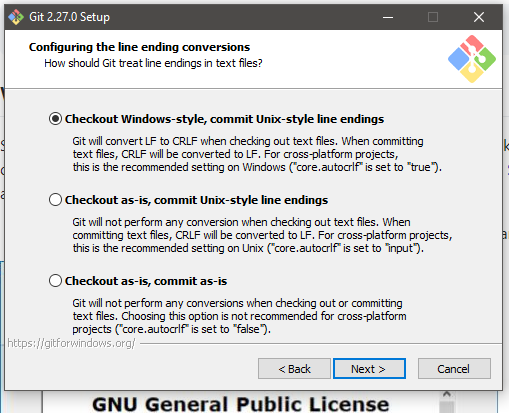 Git 2.27.0 Setup
Configuring the line ending conversions
How should Git treat line endings in text files?
Checkout Windows-style, commit Unix-style line endings
Git will convert LF to CRLF when checking out text files. When committing
text files, CRLF will be converted to LF. For cross-platform projects,
this is the recommended setting on Windows ("core.autocrlf" is set to "true").
Checkout as-is, commit Unix-style line endings
Git will not perform any conversion when checking out text files. When
committing text files, CRLF will be converted to LF. For cross-platform projects,
this is the recommended setting on Unix ("core.autocrlf" is set to "input").
Checkout as-is, commit as-is
Git will not perform any conversions when checking out or committing
text files. Choosing this option is not recommended for cross-platform
projects ("core.autocrlf" is set to "false").
https://gitforwindows.org/
< Back
Next >
Cancel
GNU General Public License